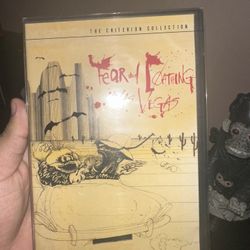 THE CRITERION COLLECTION
FEAR and LOATHING
in LAS VEGAS